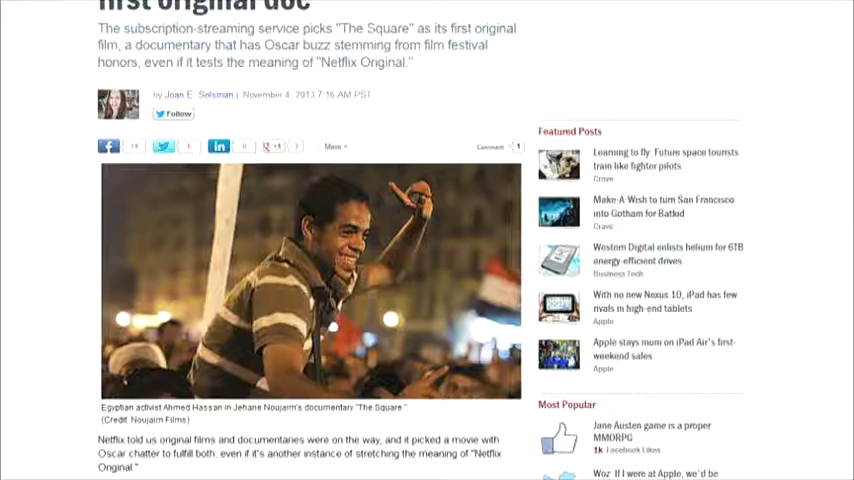 first original doc
The subscription-streaming service picks "The Square" as its first original
film, a documentary that has Oscar buzz stemming from film festival
honors, even if it tests the meaning of "Netflix Original."
by Joan E. Solsman | November 4, 2013 7:16 AM PST
Follow
14
6
0
+1
3
More +
Comment
1
Egyptian activist Ahmed Hassan in Jehane Noujaim's documentary "The Square."
(Credit: Noujaim Films)
Netflix told us original films and documentaries were on the way, and it picked a movie with
Oscar chatter to fulfill both, even if it's another instance of stretching the meaning of "Netflix
Original."
Featured Posts
Learning to fly: Future space tourists
train like fighter pilots
Crave
Make-A-Wish to turn San Francisco
into Gotham for Batkid
Crave
Western Digital enlists helium for 6TB
energy-efficient drives
Business Tech
With no new Nexus 10, iPad has few
rivals in high-end tablets
Apple
Apple stays mum on iPad Air's first-
weekend sales
Apple
Most Popular
Jane Austen game is a proper
MMORPG
1k Facebook Likes
Woz: If I were at Apple, we'd be